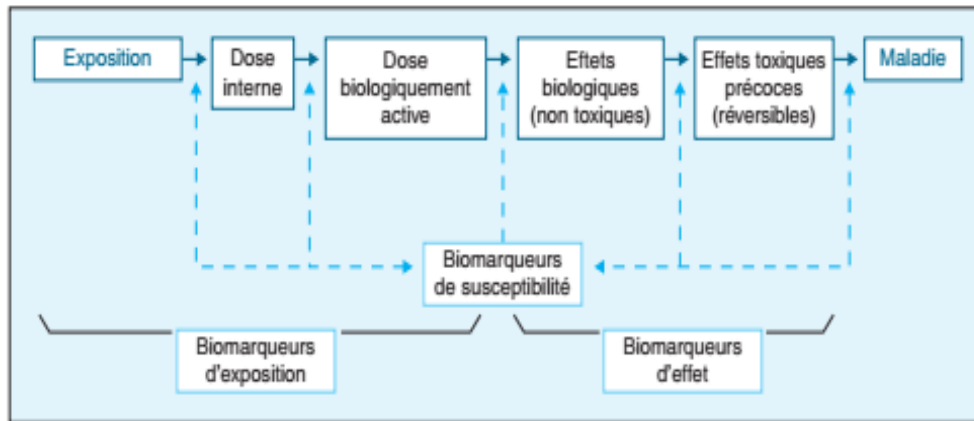 Exposition
Dose
interne
Dose
biologiquement
active
Effets
biologiques
(non toxiques)
Effets toxiques
précoces
(réversibles)
Maladie
Biomarqueurs
de susceptibilité
Biomarqueurs
d'exposition
Biomarqueurs
d'effet